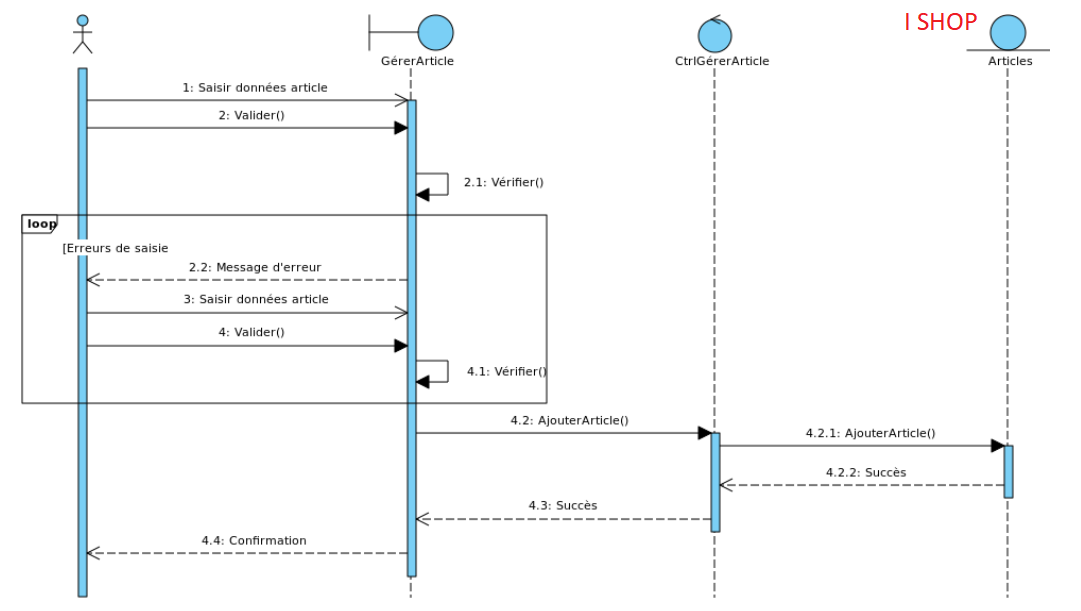 I SHOP
GérerArticle
CtrlGérerArticle
Articles
1: Saisir données article
2: Valider()
2.1: Vérifier()
loop
[Erreurs de saisie
2.2: Message d'erreur
3: Saisir données article
4: Valider()
4.1: Vérifier()
4.2: AjouterArticle()
4.2.1: AjouterArticle()
4.2.2: Succès
4.3: Succès
4.4: Confirmation